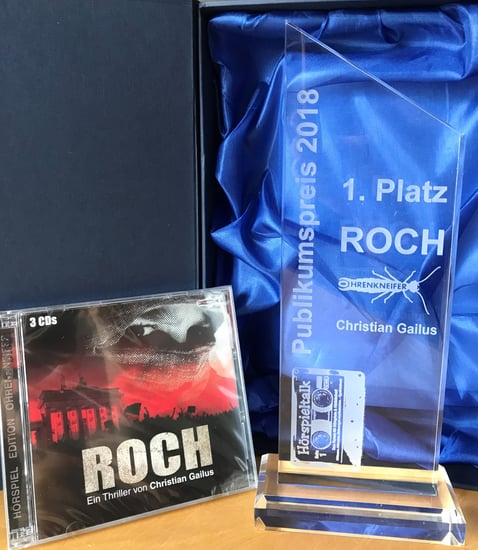 3 CDs
HÖRSPIEL EDITION
ROCH
Ein Thriller von Christian Gailus
Publikumspreis 2018
1. Platz
ROCH
OHRENKNEIFER
Christian Gailus
Hörspieltalk
1